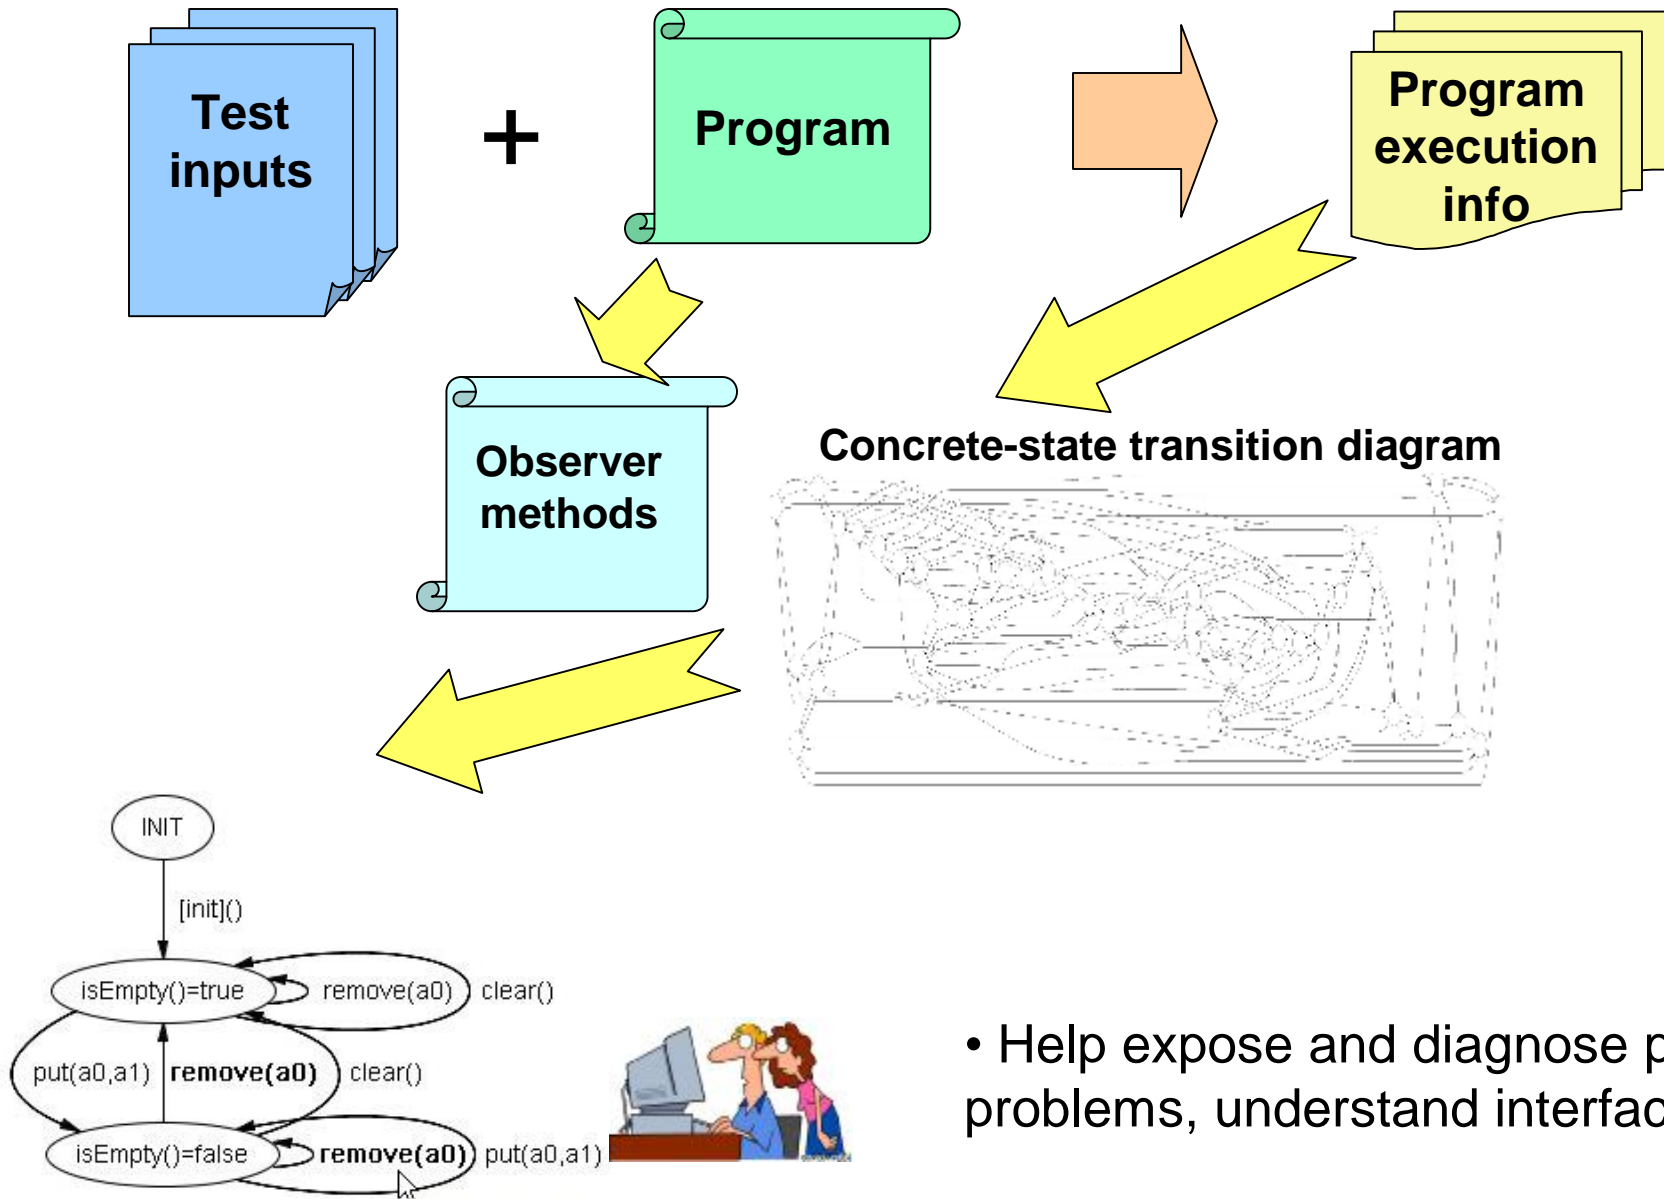 Test
inputs
+
Program
Program
execution
info
Observer
methods
Concrete-state transition diagram
INIT
[init]()
isEmpty()=true
remove(a0)
clear()
put(a0,a1)
remove(a0)
clear()
isEmpty()=false
remove(a0)
put(a0,a1)
• Help expose and diagnose p
problems, understand interfac